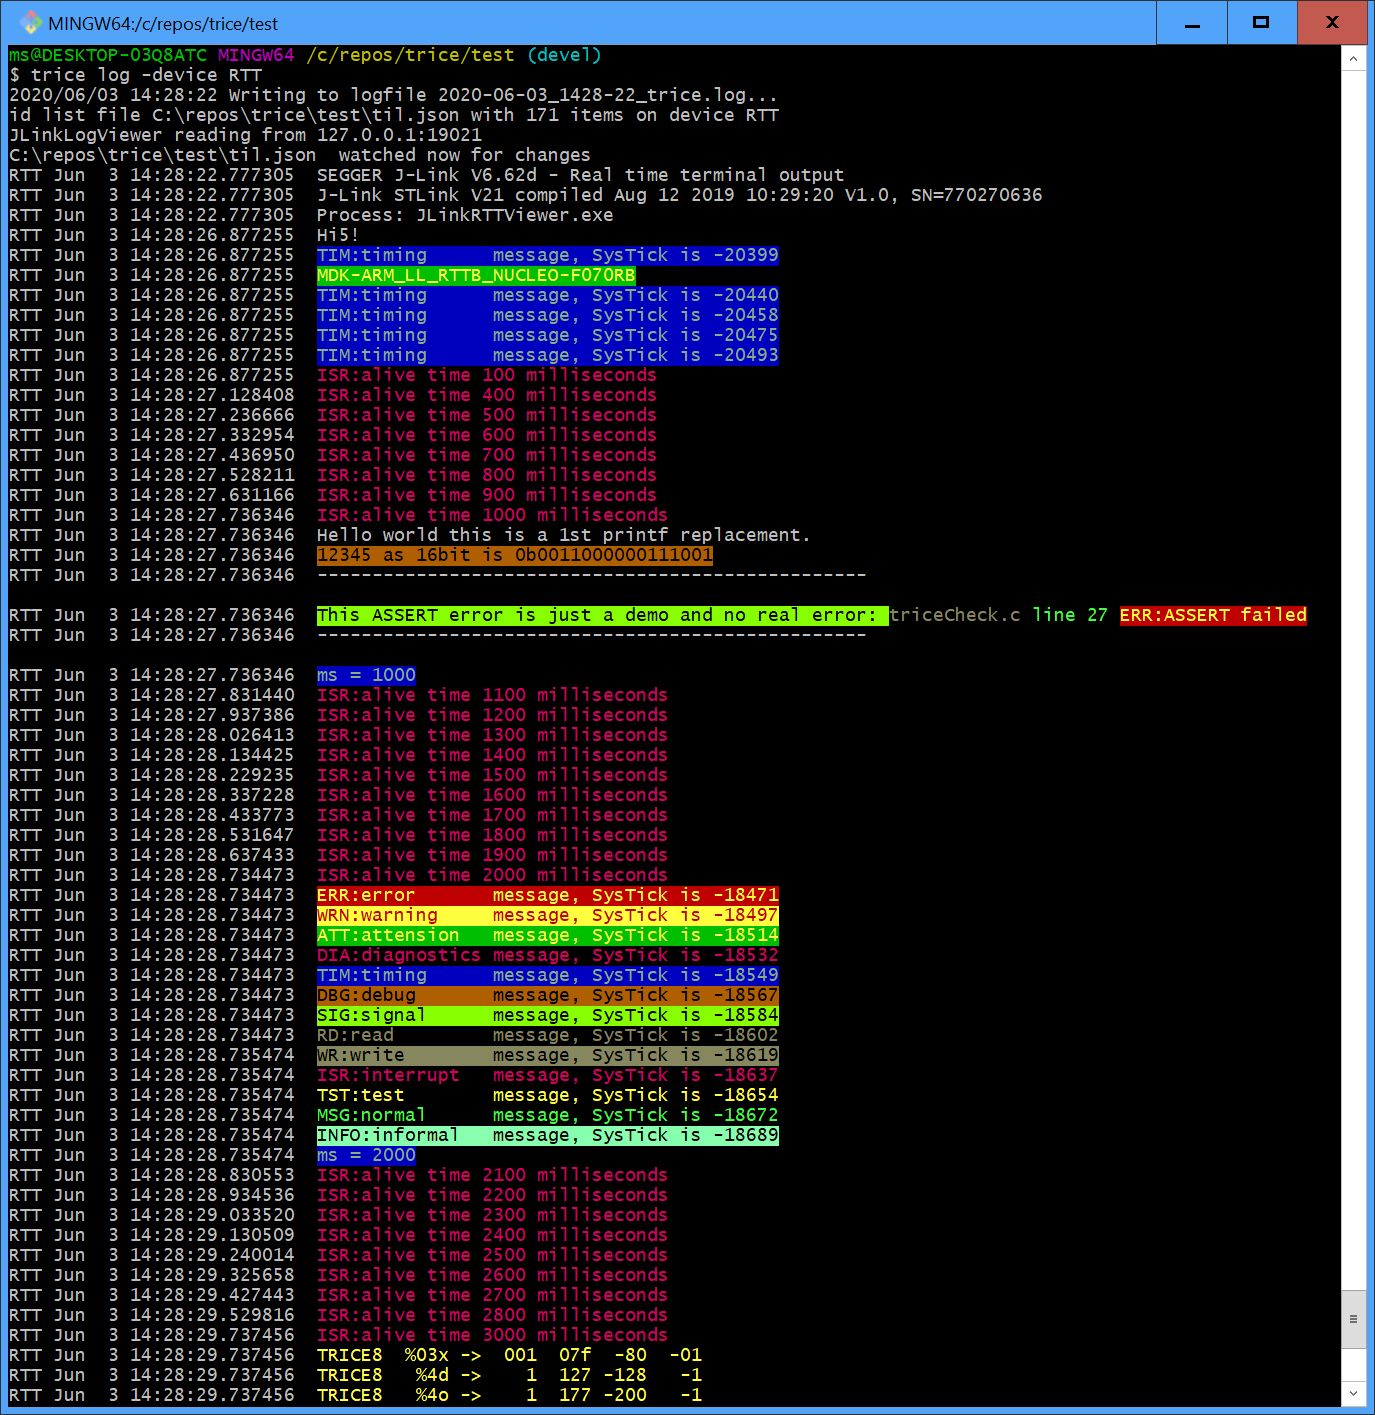 MINGW64:/c/repos/trice/test
ms@DESKTOP-03Q8ATC MINGW64 /c/repos/trice/test (devel)
$ trice log -device RTT
2020/06/03 14:28:22 Writing to logfile 2020-06-03_1428-22_trice.log...
id list file C:\repos\trice\test\til.json with 171 items on device RTT
JLinkLogViewer reading from 127.0.0.1:19021
C:\repos\trice\test\til.json  watched now for changes
RTT Jun  3 14:28:22.777305  SEGGER J-Link V6.62d - Real time terminal output
RTT Jun  3 14:28:22.777305  J-Link STLink V21 compiled Aug 12 2019 10:29:20 V1.0, SN=770270636
RTT Jun  3 14:28:22.777305  Process: JLinkRTTViewer.exe
RTT Jun  3 14:28:26.877255  Hi5!
RTT Jun  3 14:28:26.877255  TIM:timing      message, SysTick is -20399
RTT Jun  3 14:28:26.877255  MDK-ARM_LL_RTTB_NUCLEO-F070RB
RTT Jun  3 14:28:26.877255  TIM:timing      message, SysTick is -20440
RTT Jun  3 14:28:26.877255  TIM:timing      message, SysTick is -20458
RTT Jun  3 14:28:26.877255  TIM:timing      message, SysTick is -20475
RTT Jun  3 14:28:26.877255  TIM:timing      message, SysTick is -20493
RTT Jun  3 14:28:26.877255  ISR:alive time 100 milliseconds
RTT Jun  3 14:28:27.128408  ISR:alive time 400 milliseconds
RTT Jun  3 14:28:27.236666  ISR:alive time 500 milliseconds
RTT Jun  3 14:28:27.332954  ISR:alive time 600 milliseconds
RTT Jun  3 14:28:27.436950  ISR:alive time 700 milliseconds
RTT Jun  3 14:28:27.528211  ISR:alive time 800 milliseconds
RTT Jun  3 14:28:27.631166  ISR:alive time 900 milliseconds
RTT Jun  3 14:28:27.736346  ISR:alive time 1000 milliseconds
RTT Jun  3 14:28:27.736346  Hello world this is a 1st printf replacement.
RTT Jun  3 14:28:27.736346  12345 as 16bit is 0b0011000000111001
RTT Jun  3 14:28:27.736346  --------------------------------------------------
RTT Jun  3 14:28:27.736346  This ASSERT error is just a demo and no real error: triceCheck.c line 27 ERR:ASSERT failed
RTT Jun  3 14:28:27.736346  --------------------------------------------------
RTT Jun  3 14:28:27.736346  ms = 1000
RTT Jun  3 14:28:27.831440  ISR:alive time 1100 milliseconds
RTT Jun  3 14:28:27.937386  ISR:alive time 1200 milliseconds
RTT Jun  3 14:28:28.026413  ISR:alive time 1300 milliseconds
RTT Jun  3 14:28:28.134425  ISR:alive time 1400 milliseconds
RTT Jun  3 14:28:28.229235  ISR:alive time 1500 milliseconds
RTT Jun  3 14:28:28.337228  ISR:alive time 1600 milliseconds
RTT Jun  3 14:28:28.433773  ISR:alive time 1700 milliseconds
RTT Jun  3 14:28:28.531647  ISR:alive time 1800 milliseconds
RTT Jun  3 14:28:28.637433  ISR:alive time 1900 milliseconds
RTT Jun  3 14:28:28.734473  ISR:alive time 2000 milliseconds
RTT Jun  3 14:28:28.734473  ERR:error       message, SysTick is -18471
RTT Jun  3 14:28:28.734473  WRN:warning     message, SysTick is -18497
RTT Jun  3 14:28:28.734473  ATT:attension   message, SysTick is -18514
RTT Jun  3 14:28:28.734473  DIA:diagnostics message, SysTick is -18532
RTT Jun  3 14:28:28.734473  TIM:timing      message, SysTick is -18549
RTT Jun  3 14:28:28.734473  DBG:debug       message, SysTick is -18567
RTT Jun  3 14:28:28.734473  SIG:signal      message, SysTick is -18584
RTT Jun  3 14:28:28.734473  RD:read         message, SysTick is -18602
RTT Jun  3 14:28:28.735474  WR:write        message, SysTick is -18619
RTT Jun  3 14:28:28.735474  ISR:interrupt   message, SysTick is -18637
RTT Jun  3 14:28:28.735474  TST:test        message, SysTick is -18654
RTT Jun  3 14:28:28.735474  MSG:normal      message, SysTick is -18672
RTT Jun  3 14:28:28.735474  INFO:informal   message, SysTick is -18689
RTT Jun  3 14:28:28.735474  ms = 2000
RTT Jun  3 14:28:28.830553  ISR:alive time 2100 milliseconds
RTT Jun  3 14:28:28.934536  ISR:alive time 2200 milliseconds
RTT Jun  3 14:28:29.033520  ISR:alive time 2300 milliseconds
RTT Jun  3 14:28:29.130509  ISR:alive time 2400 milliseconds
RTT Jun  3 14:28:29.240014  ISR:alive time 2500 milliseconds
RTT Jun  3 14:28:29.325658  ISR:alive time 2600 milliseconds
RTT Jun  3 14:28:29.427443  ISR:alive time 2700 milliseconds
RTT Jun  3 14:28:29.529816  ISR:alive time 2800 milliseconds
RTT Jun  3 14:28:29.737456  ISR:alive time 3000 milliseconds
RTT Jun  3 14:28:29.737456  TRICE8  %03x ->  001  07f  -80  -01
RTT Jun  3 14:28:29.737456  TRICE8   %4d ->    1  127 -128   -1
RTT Jun  3 14:28:29.737456  TRICE8   %4o ->    1  177 -200   -1